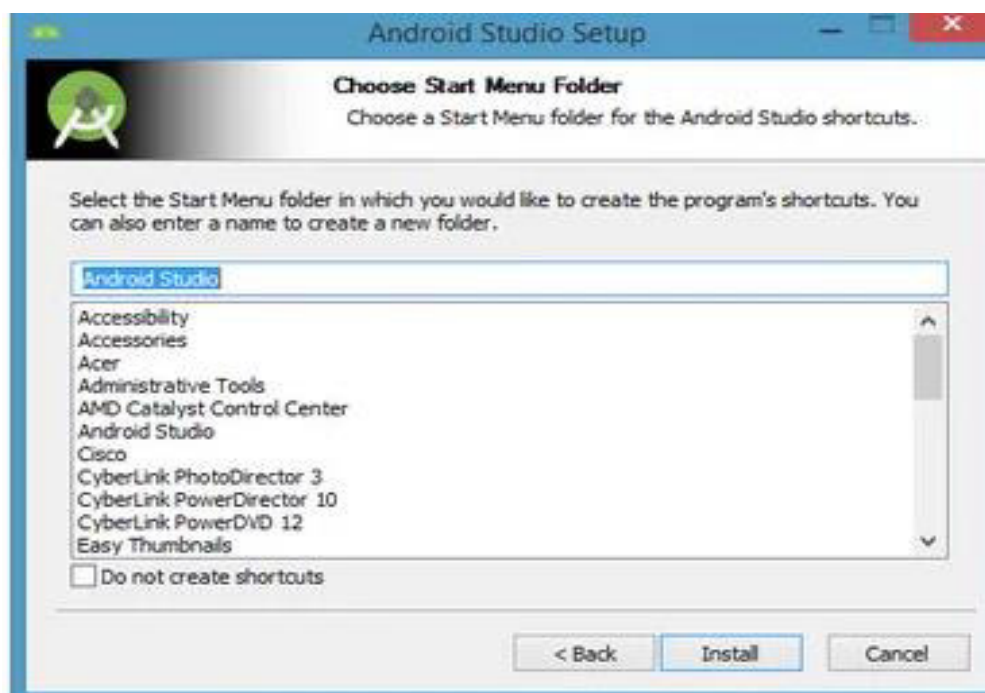 Android Studio Setup
Choose Start Menu Folder
Choose a Start Menu folder for the Android Studio shortcuts.
Select the Start Menu folder in which you would like to create the program's shortcuts. You
can also enter a name to create a new folder.
Android Studio
Accessibility
Accessories
Acer
Administrative Tools
AMD Catalyst Control Center
Android Studio
Cisco
CyberLink PhotoDirector 3
CyberLink PowerDirector 10
CyberLink PowerDVD 12
Easy Thumbnails
Do not create shortcuts
< Back
Install
Cancel